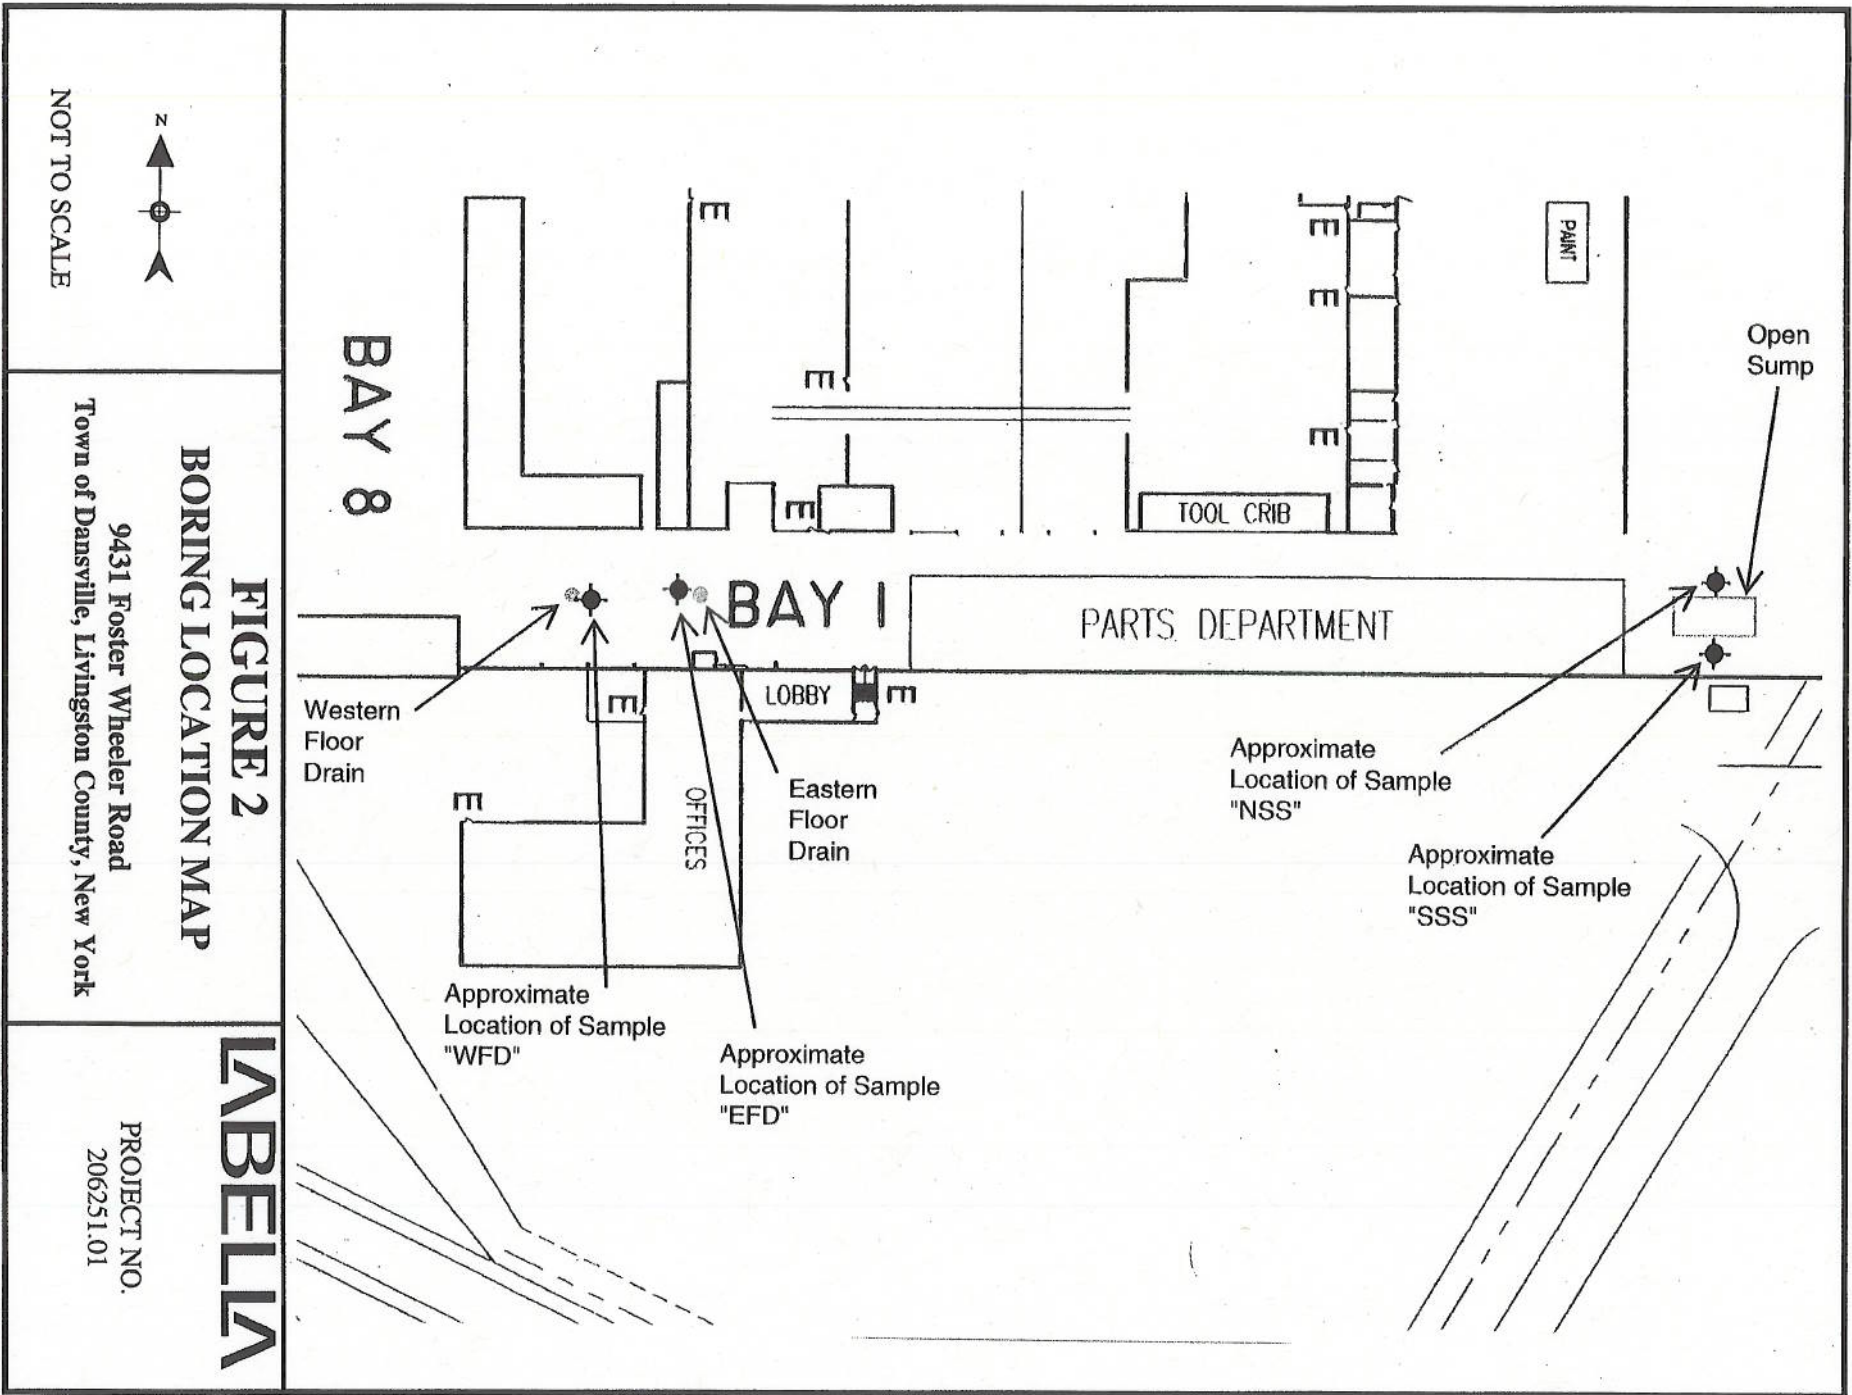 FIGURE 2
BORING LOCATION MAP
9431 Foster Wheeler Road
Town of Dansville, Livingston County, New York
N
NOT TO SCALE
LABELLA
PROJECT NO.
206251.01
BAY 8
E
E
E
E
E
E
PAINT
Open
Sump
E
TOOL CRIB
BAY 1
PARTS DEPARTMENT
LOBBY
E
E
E
OFFICES
Western
Floor
Drain
Eastern
Floor
Drain
Approximate
Location of Sample
"NSS"
Approximate
Location of Sample
"SSS"
Approximate
Location of Sample
"WFD"
Approximate
Location of Sample
"EFD"